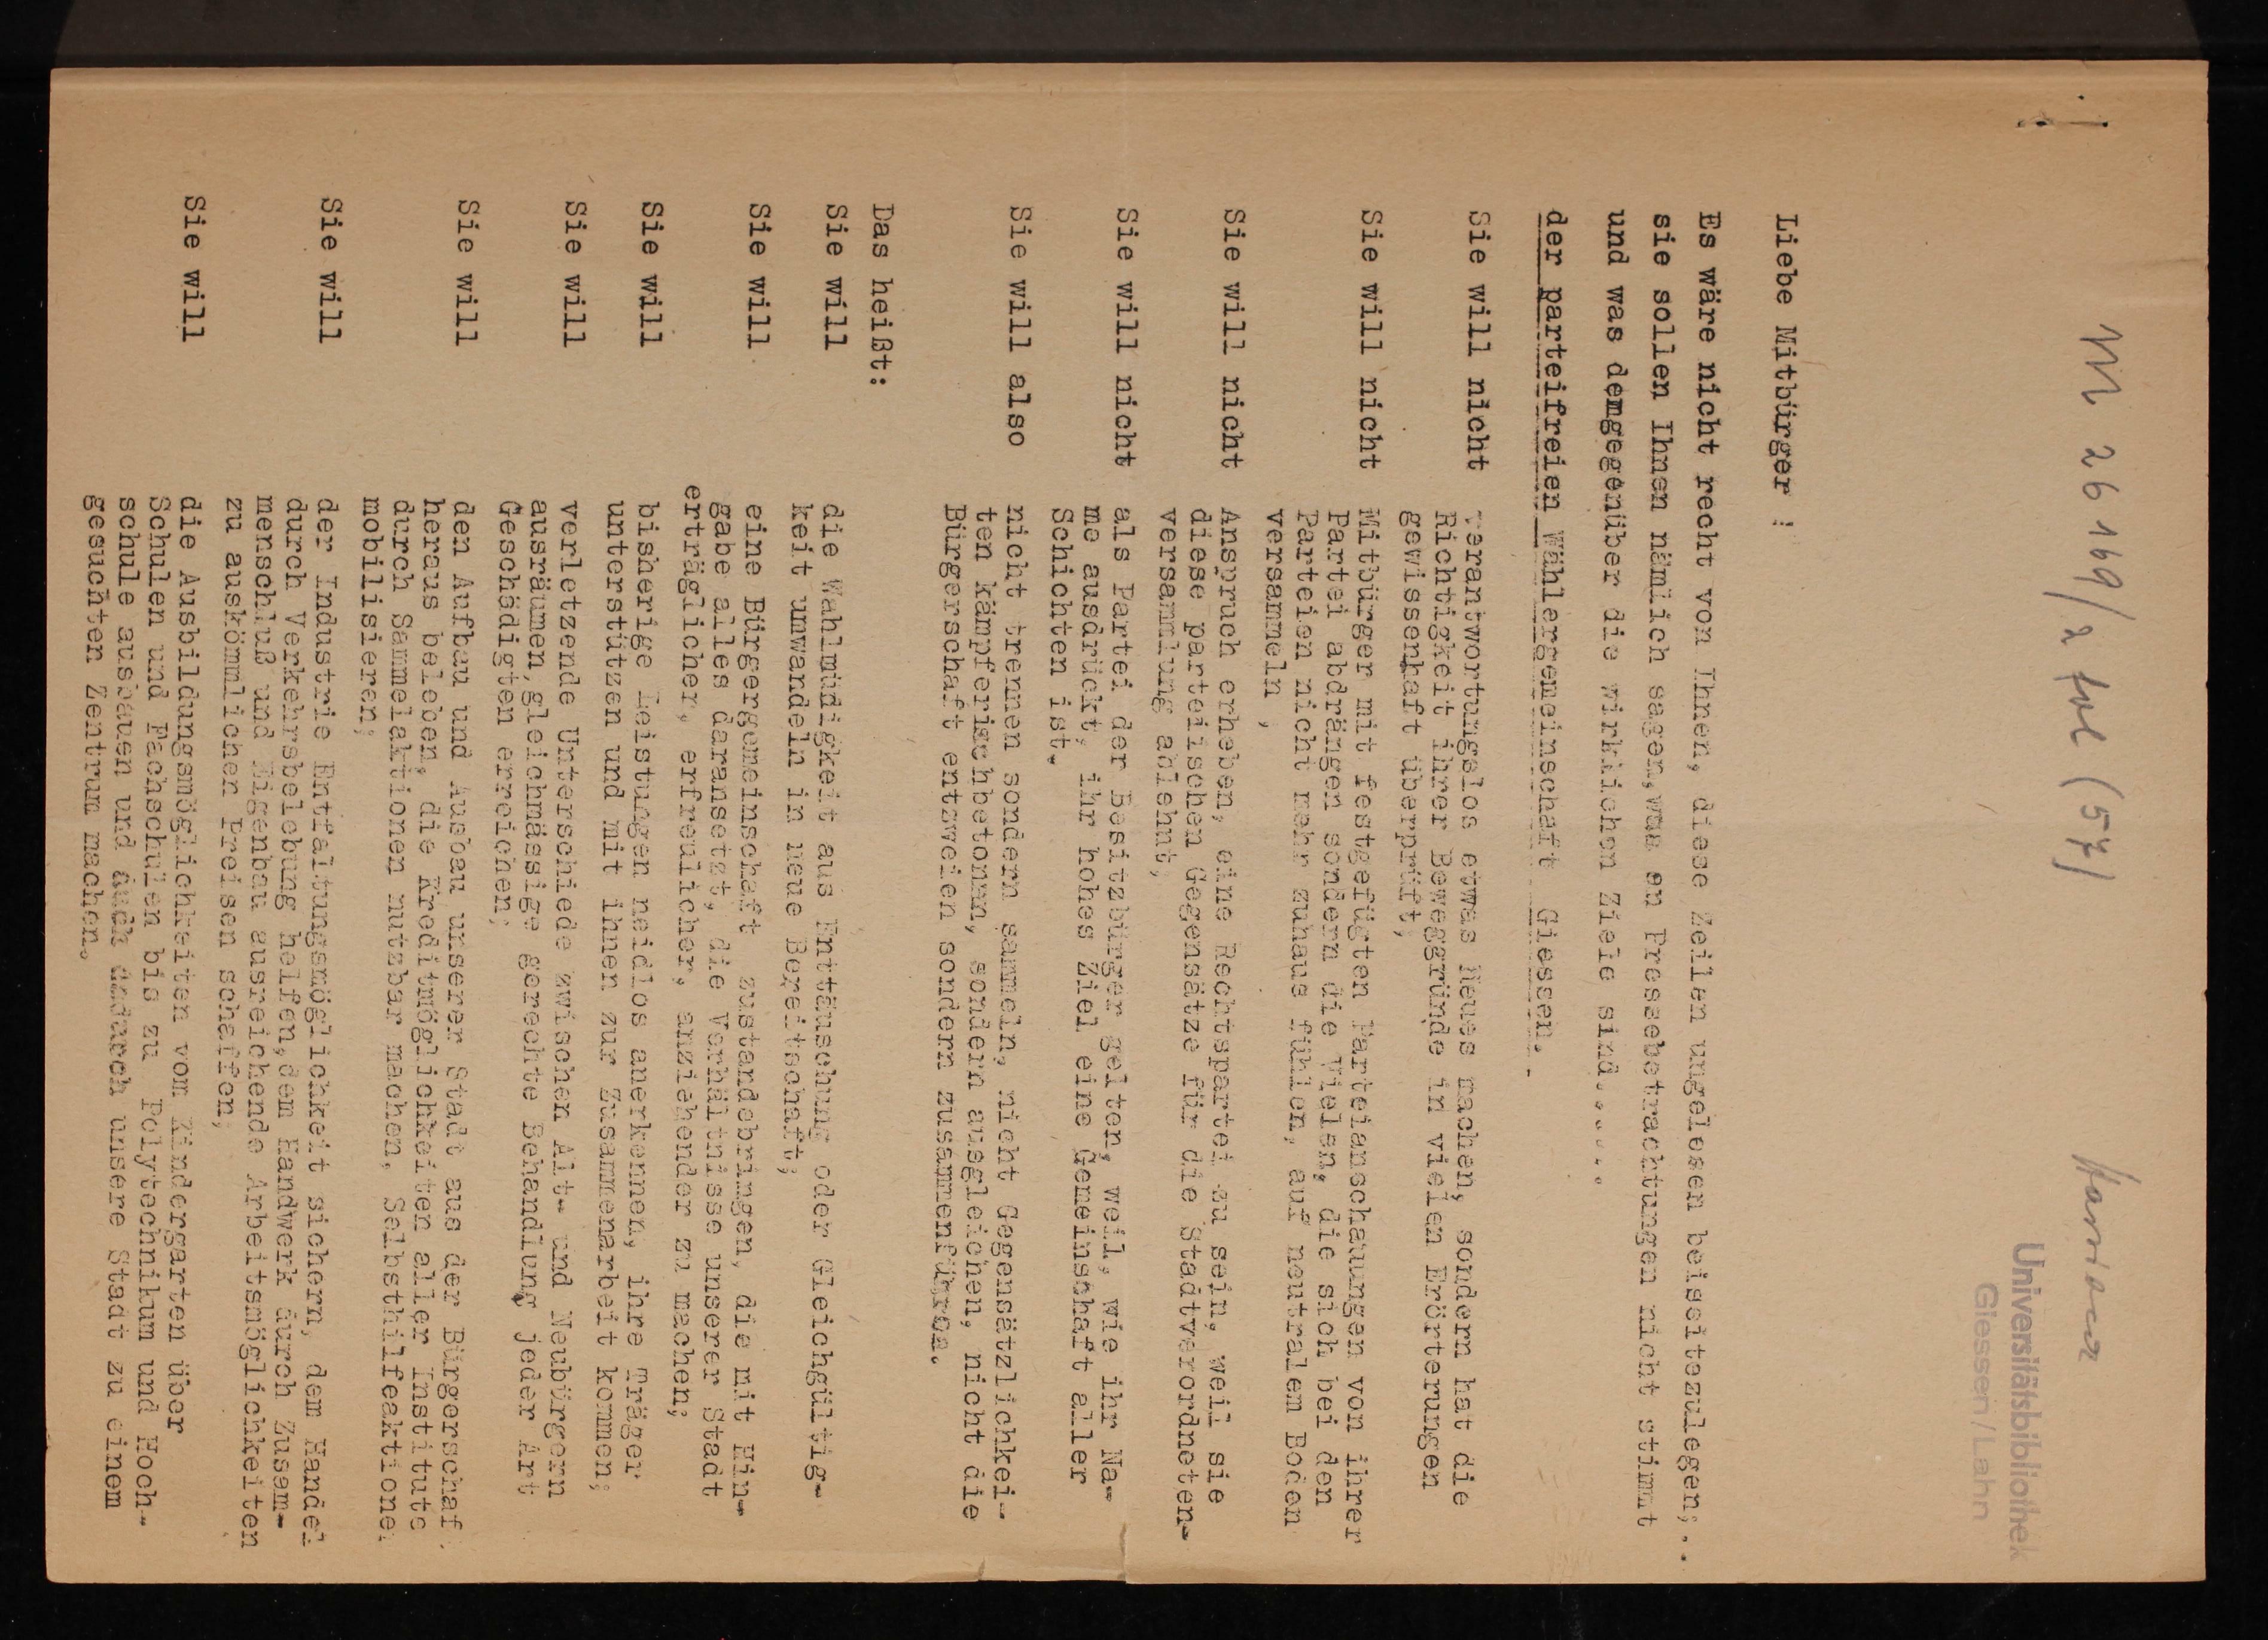 M 26 169/2 fol (57)
Universitätsbibliothek
Giessen/Lahn
Liebe Mitbürger !
Es wäre nicht recht von Ihnen, diese Zeilen ungelesen beiseitezulegen;..
sie sollen Ihnen nämlich sagen,was an Pressebetrachtungen nicht stimmt
und was demgegenüber die wirklichen Ziele sind......
der parteifreien Wählergemeinschaft Giessen.-
Sie will nicht verantwortungslos etwas Neues machen, sondern hat die
Richtigkeit ihrer Beweggründe in vielen Erörterungen
gewissenhaft überprüft;
Sie will nicht Mitbürger mit festgefügten Parteianschauungen von ihrer
Partei abdrängen sondern die Vielen, die sich bei den
Parteien nicht mehr zuhaus fühlen, auf neutralem Boden
versammeln ,
Sie will nicht Anspruch erheben, eine Rechtspartei zu sein, weil sie
diese parteiischen Gegensätze für die Stadtverordneten-
versammlung ablehnt;
Sie will nicht als Partei der Besitzbürger gelten, weil, wie ihr Na-
me ausdrückt, ihr hohes Ziel eine Gemeinschaft aller
Schichten ist.
Sie will also nicht trennen sondern sammeln, nicht Gegensätzlichkei-
ten kämpferisch betonen, sondern ausgleichen, nicht die
Bürgerschaft entzweien sondern zusammenführen.
Das heißt:
Sie will die Wahlmüdigkeit aus Enttäuschung oder Gleichgültig-
keit umwandeln in neue Bereitschaft;
Sie will eine Bürgergemeinschaft zustandebringen, die mit Hin-
gabe alles daransetzt, die Verhältnisse unserer Stadt
erträglicher, erfreulicher, anziehender zu machen;
Sie will bisherige Leistungen neidlos anerkennen, ihre Träger
unterstützen und mit ihnen zur Zusammenarbeit kommen;
Sie will verletzende Unterschiede zwischen Alt- und Neubürgern
ausräumen,gleichmässige gerechte Behandlung jeder Art
Geschädigten erreichen;
Sie will den Aufbau und Ausbau unserer Stadt aus der Bürgerschaf
heraus beleben, die Kreditmöglichkeiten aller Institute
durch Sammelaktionen nutzbar machen, Selbsthilfeaktione
mobilisieren;
Sie will der Industrie Entfaltungsmöglichkeit sichern, dem Handel
durch Verkehrsbelebung helfen,dem Handwerk durch Zusam-
menschluß und Eigenbau ausreichende Arbeitsmöglichkeiten
zu auskömmlicher Preisen schaffen;
Sie will die Ausbildungsmöglichkeiten vom Kindergarten über
Schulen und Fachschulen bis zu Polytechnikum und Hoch-
schule ausbauen und auch dadurch unsere Stadt zu einem
gesuchten Zentrum machen.